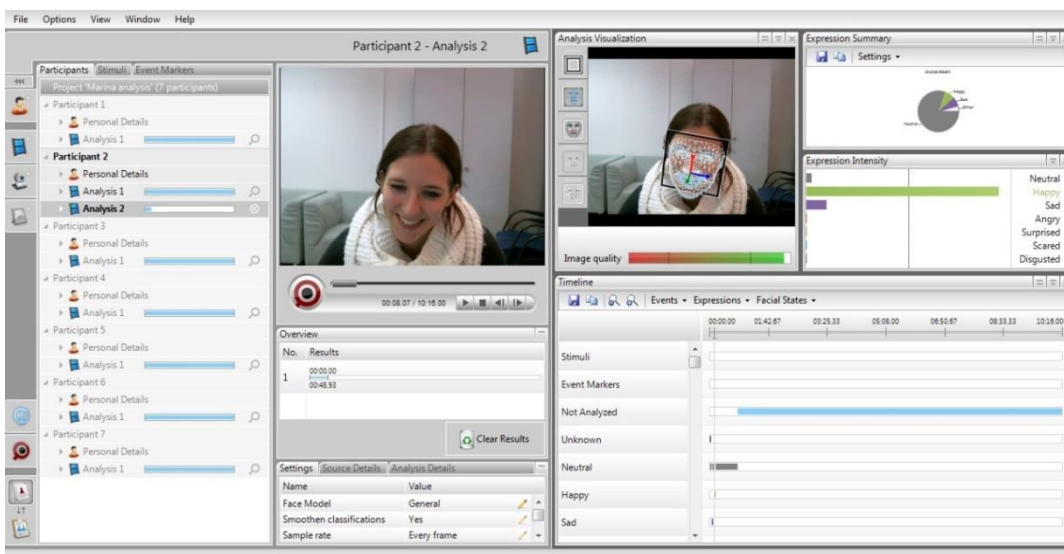 File Options View Window Help
Participant 2 - Analysis 2
Participants Stimuli Event Markers
Project 'Marina analysis' (7 participants)
Participant 1
Personal Details
Analysis 1
Participant 2
Personal Details
Analysis 1
Analysis 2
Participant 3
Personal Details
Analysis 1
Participant 4
Personal Details
Analysis 1
Participant 5
Personal Details
Analysis 1
Participant 6
Personal Details
Analysis 1
Participant 7
Personal Details
Analysis 1
00:08.07 / 10:16.00
Overview
No. Results
1 00:00.00
00:48.93
Clear Results
Settings Source Details Analysis Details
Name Value
Face Model General
Smoothen classifications Yes
Sample rate Every frame
Analysis Visualization
Image quality
Expression Summary
Settings
Happy
Neutral
Expression Intensity
Neutral
Happy
Sad
Angry
Surprised
Scared
Disgusted
Timeline
Events Expressions Facial States
00:00.00 01:42.67 03:25.33 05:08.00 06:50.67 08:33.33 10:16.00
Stimuli
Event Markers
Not Analyzed
Unknown
Neutral
Happy
Sad